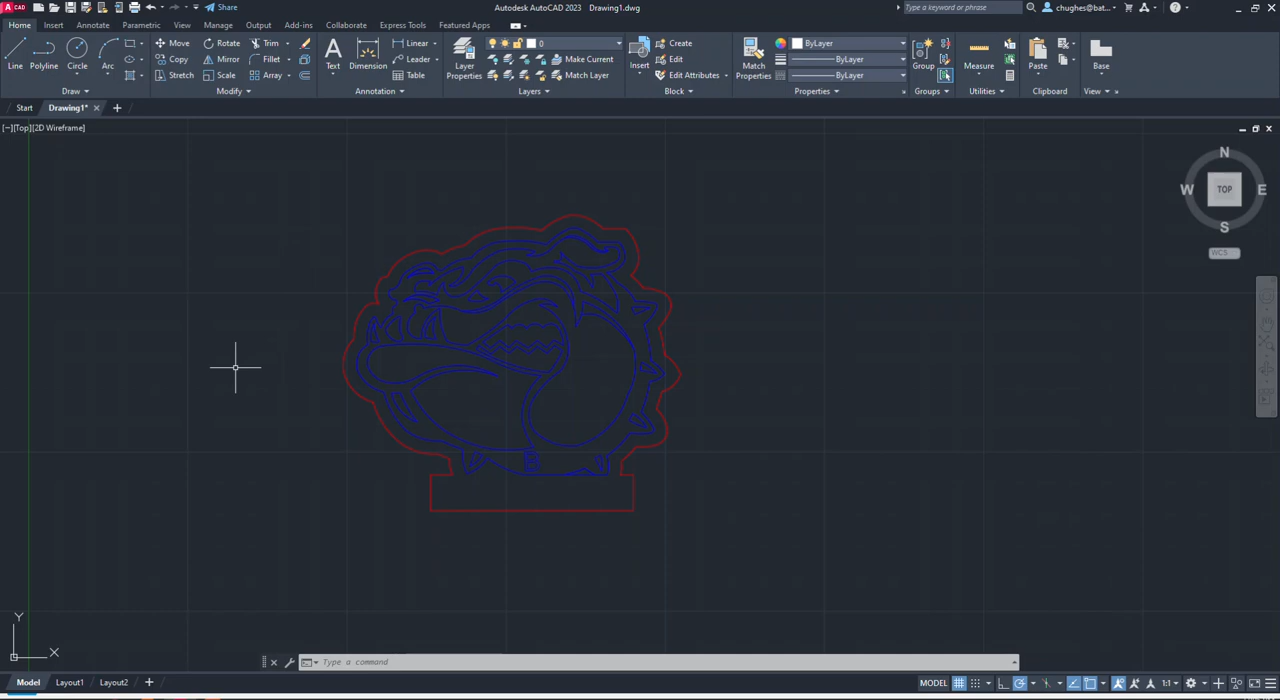 CAD
Share
Autodesk AutoCAD 2023 Drawing1.dwg
Type a keyword or phrase
chughes@bat...
Home Insert Annotate Parametric View Manage Output Add-ins Collaborate Express Tools Featured Apps
Line Polyline Circle Arc
Move Rotate Trim
Copy Mirror Fillet
Stretch Scale Array
Text Dimension
Linear
Leader
Table
Layer Properties
0
Make Current
Match Layer
Insert
Create
Edit
Edit Attributes
Match Properties
ByLayer
ByLayer
ByLayer
Group
Measure
Paste
Base
Draw Modify Annotation Layers Block Properties Groups Utilities Clipboard View
Start Drawing1*
[−][Top][2D Wireframe]
N
W TOP E
S
WCS
B
Y
X
Type a command
Model Layout1 Layout2
MODEL
1:1